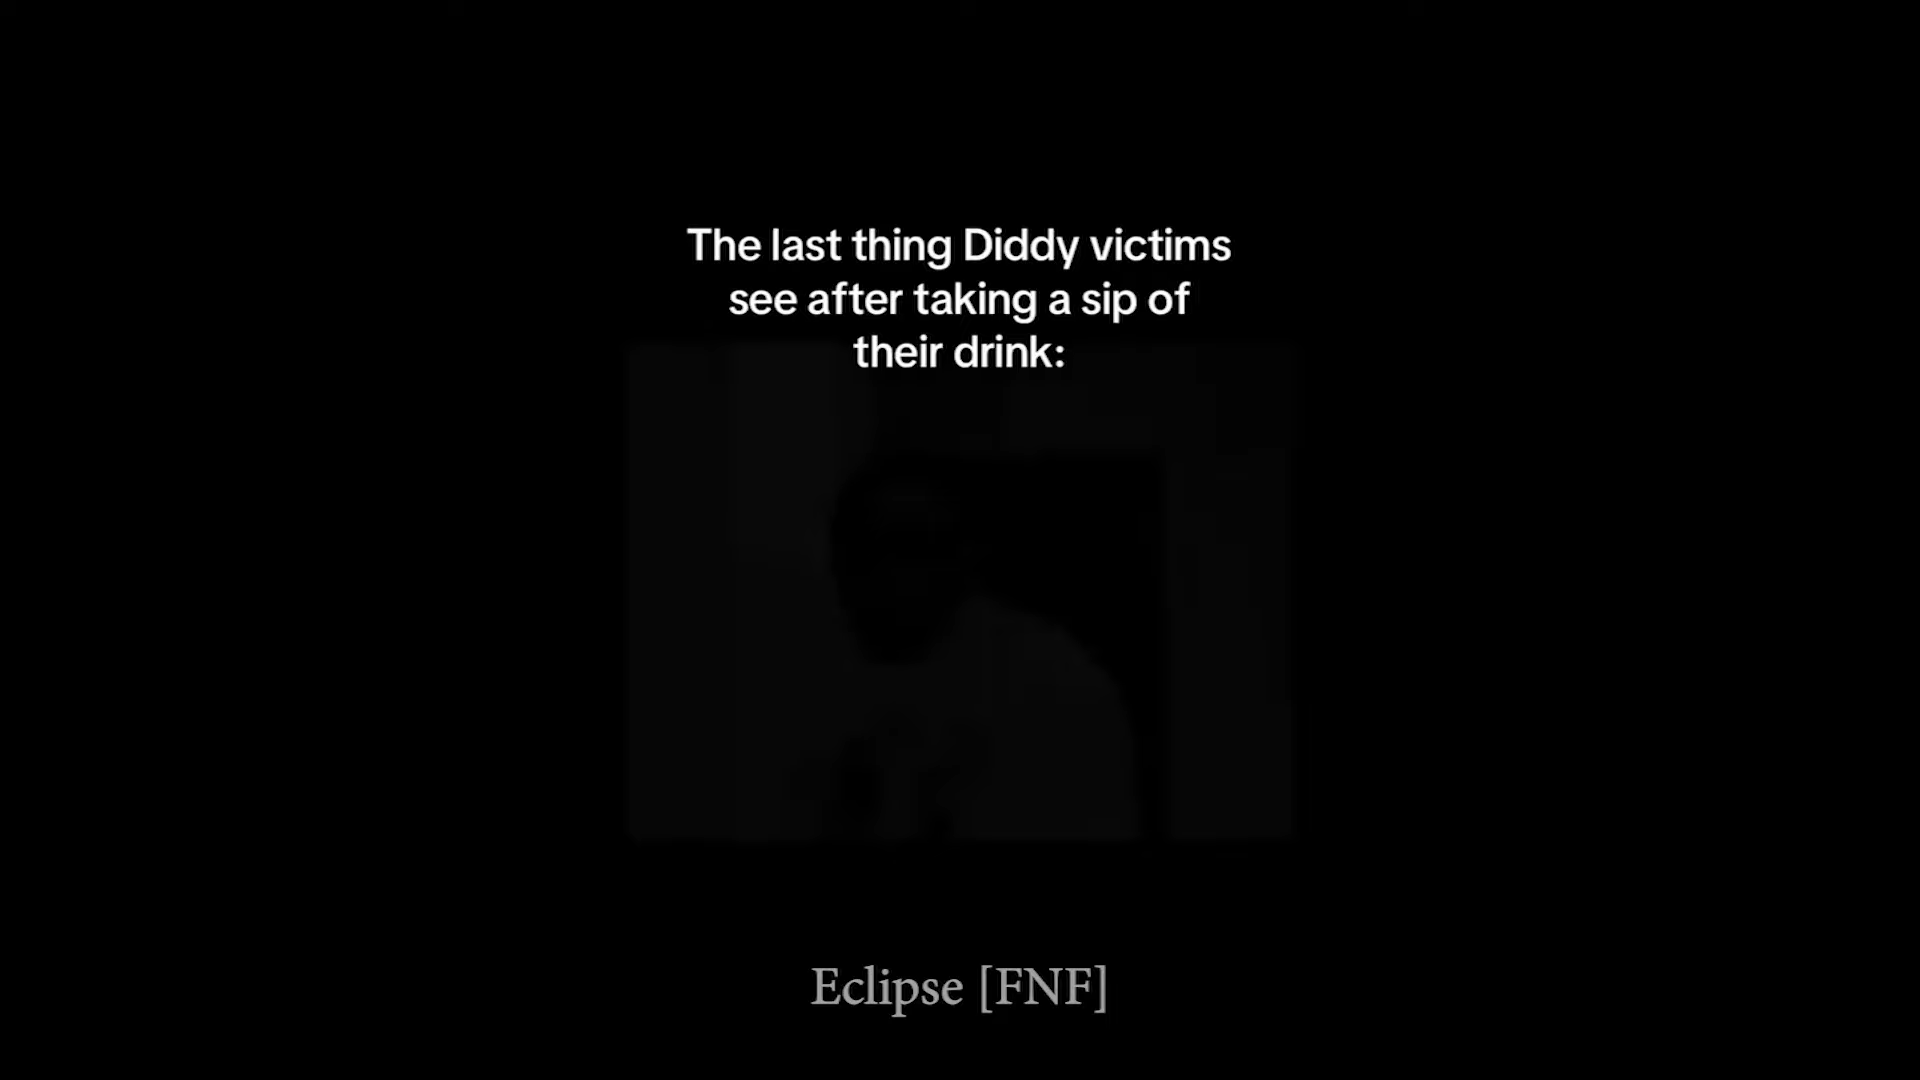 The last thing Diddy victims
see after taking a sip of
their drink:
Eclipse [FNF]